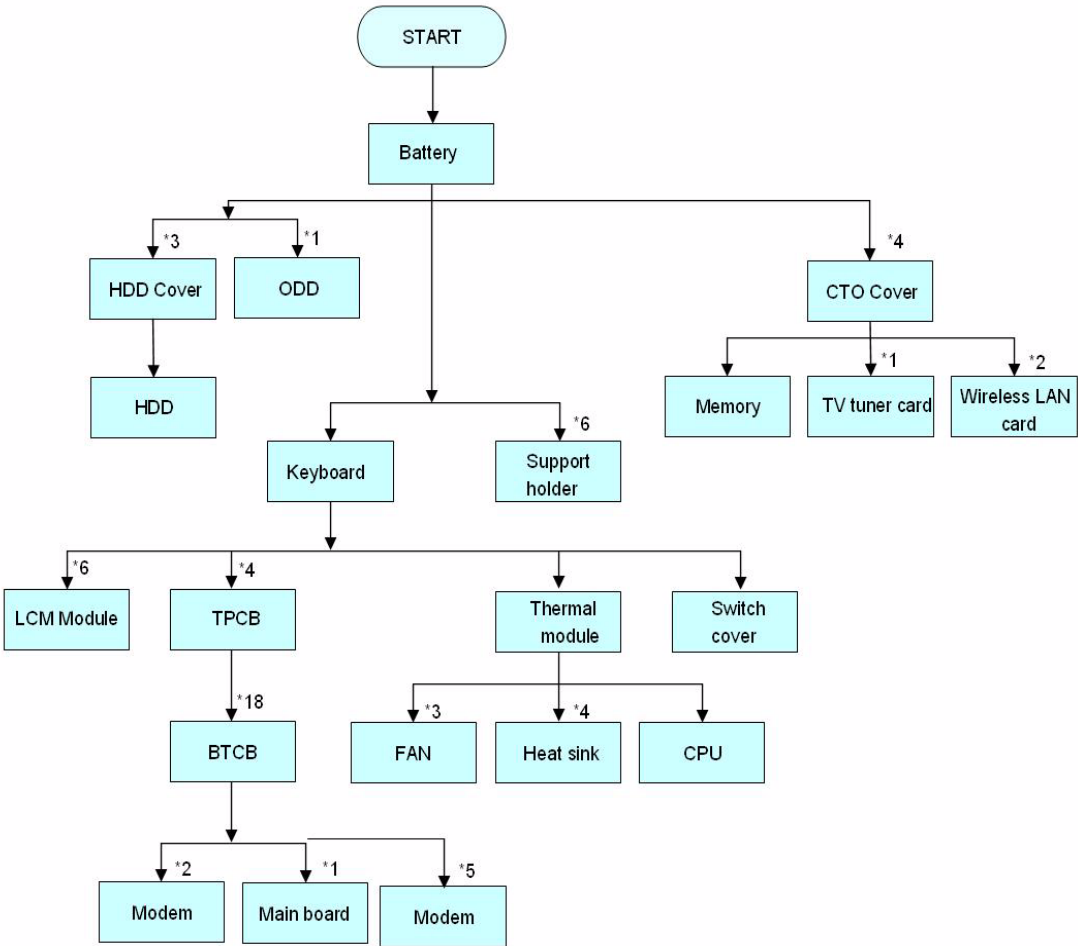 START
Battery
*3
*1
*4
HDD Cover
ODD
CTO Cover
*1
*2
HDD
Memory
TV tuner card
Wireless LAN
card
*6
Keyboard
Support
holder
*6
*4
LCM Module
TPCB
Thermal
module
Switch
cover
*18
*3
*4
BTCB
FAN
Heat sink
CPU
*2
*1
*5
Modem
Main board
Modem